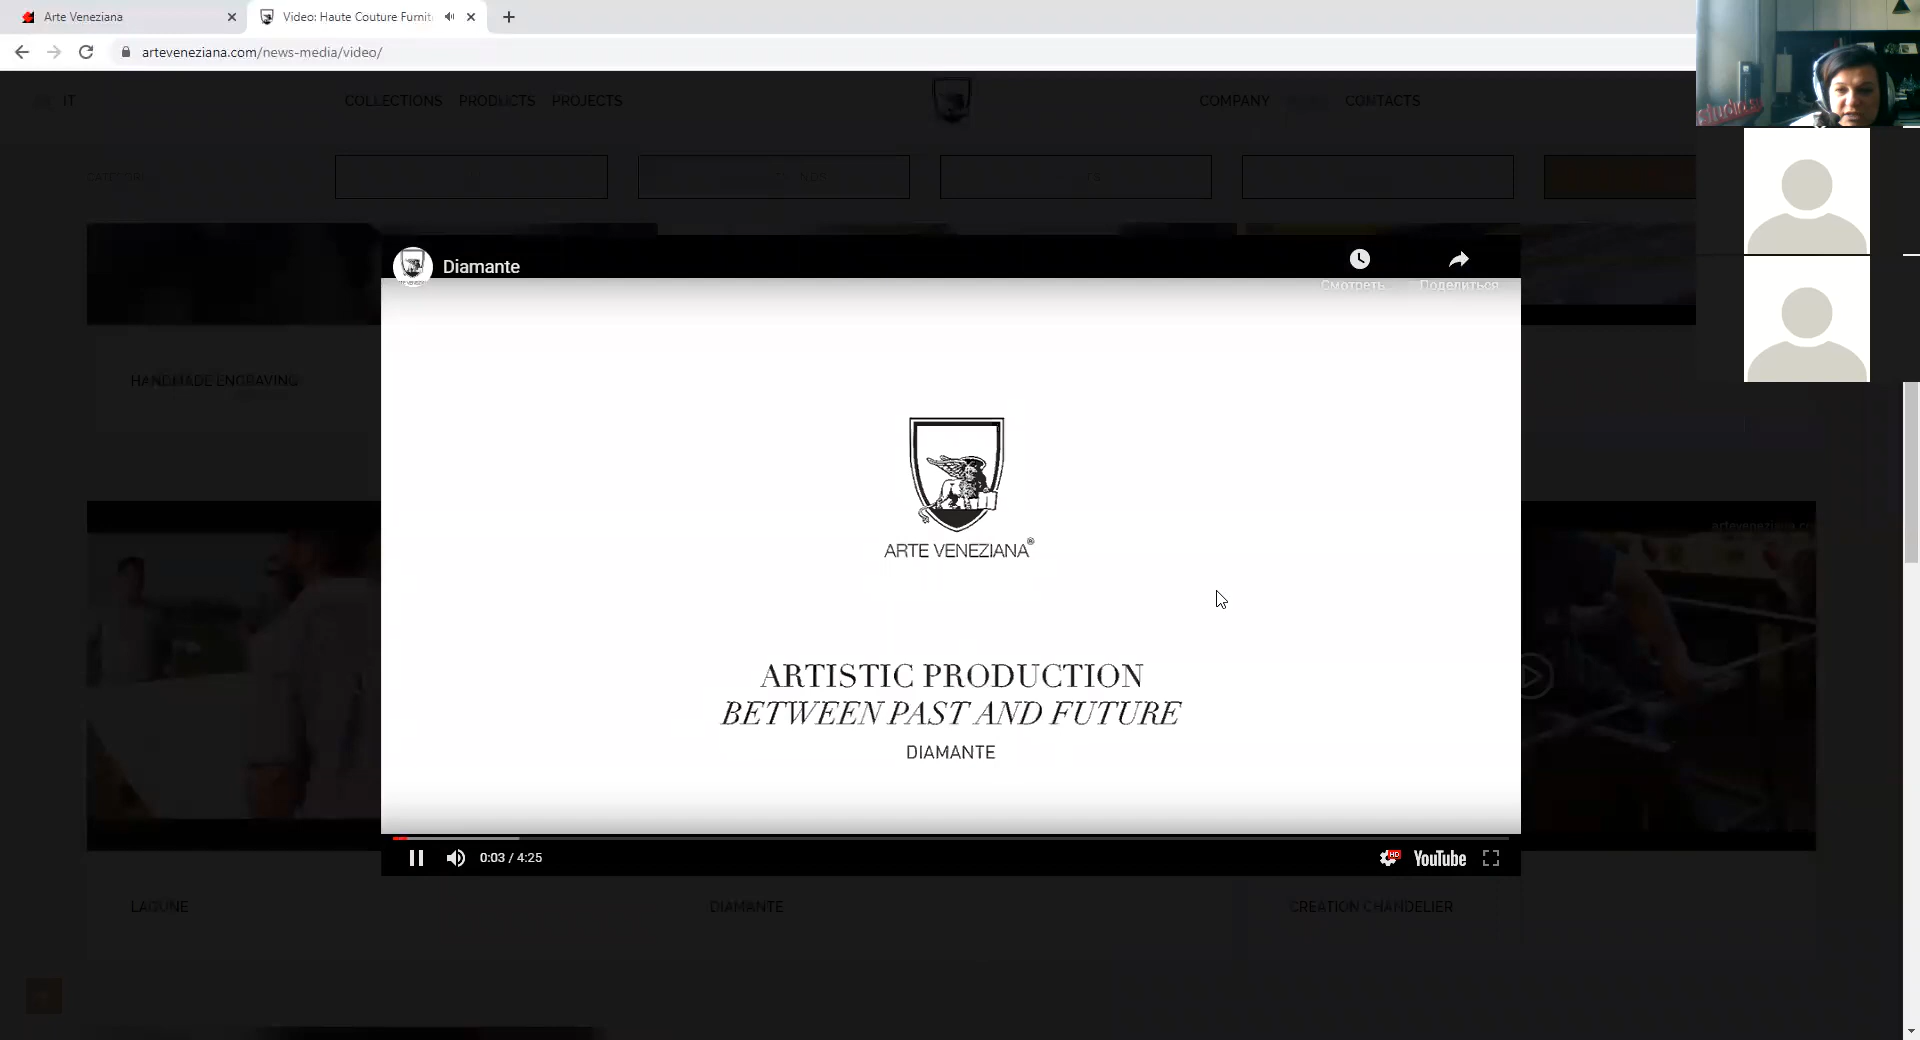 Arte Veneziana
Video: Haute Couture Furnit
arteveneziana.com/news-media/video/
IT
COLLECTIONS
PRODUCTS
PROJECTS
COMPANY
CONTACTS
Diamante
Смотреть
Поделиться
HANDMADE ENGRAVING
ARTE VENEZIANA®
ARTISTIC PRODUCTION
BETWEEN PAST AND FUTURE
DIAMANTE
0:03 / 4:25
HD
YouTube
LAGUNE
DIAMANTE
CREATION CHANDELIER